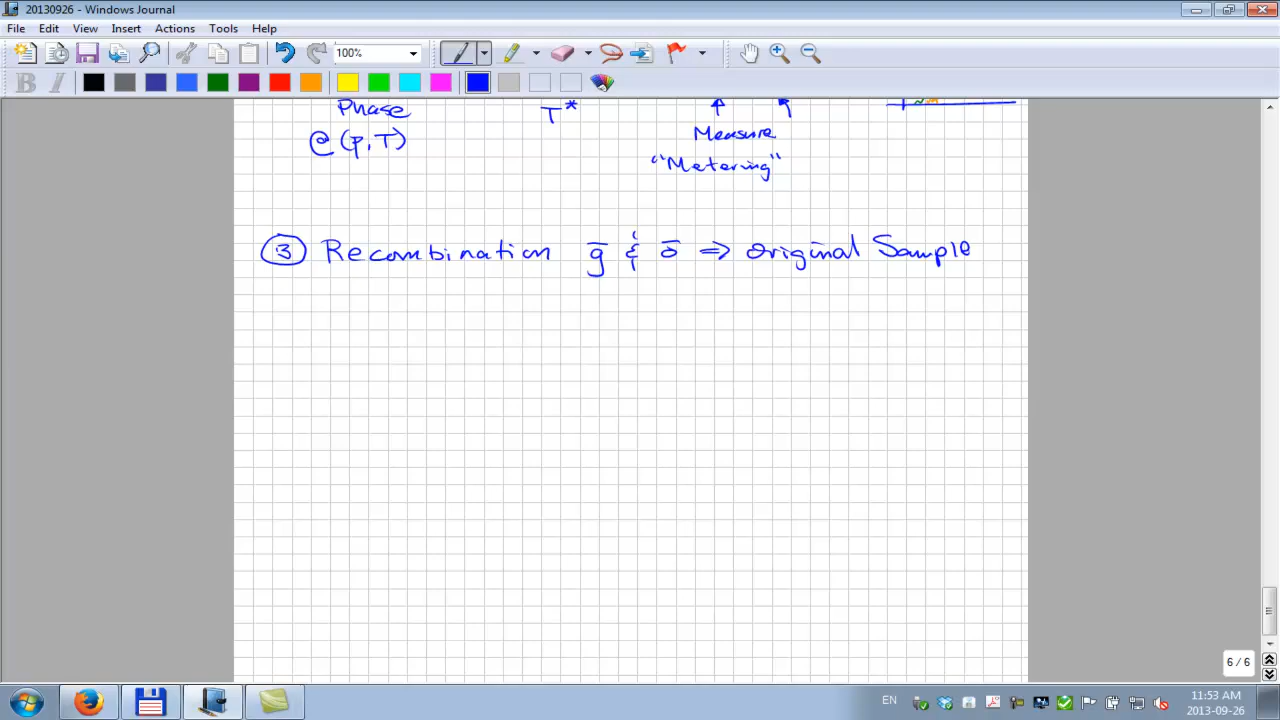 20130926 - Windows Journal
File Edit View Insert Actions Tools Help
100%
B I
Phase
@ (p, T)
T*
Measure
"Metering"
③ Recombination g̅ & o̅ ⇒ Original Sample
6 / 6
EN
11:53 AM
2013-09-26